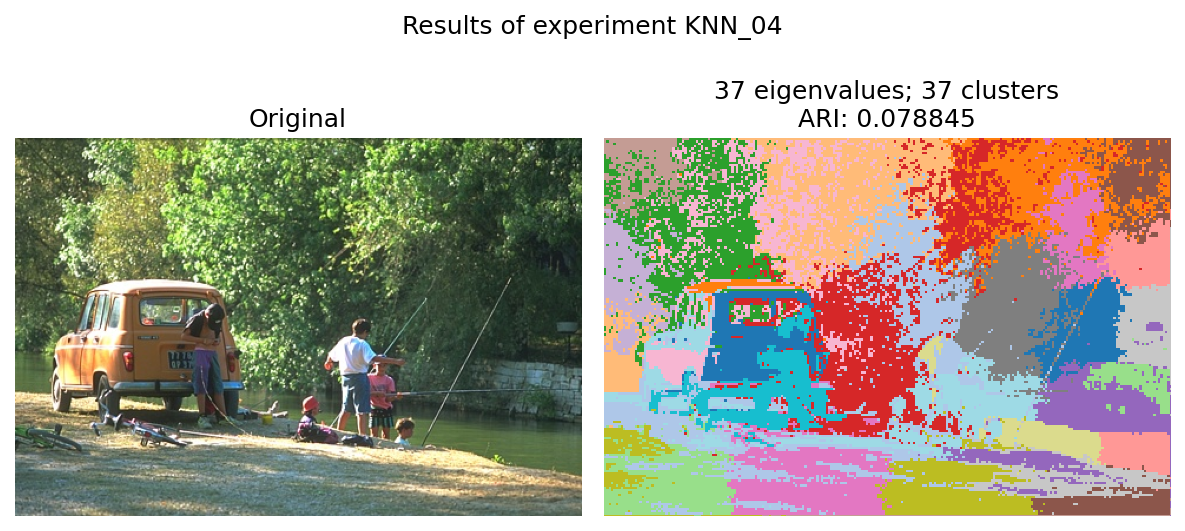 Results of experiment KNN_04
Original
37 eigenvalues; 37 clusters
ARI: 0.078845